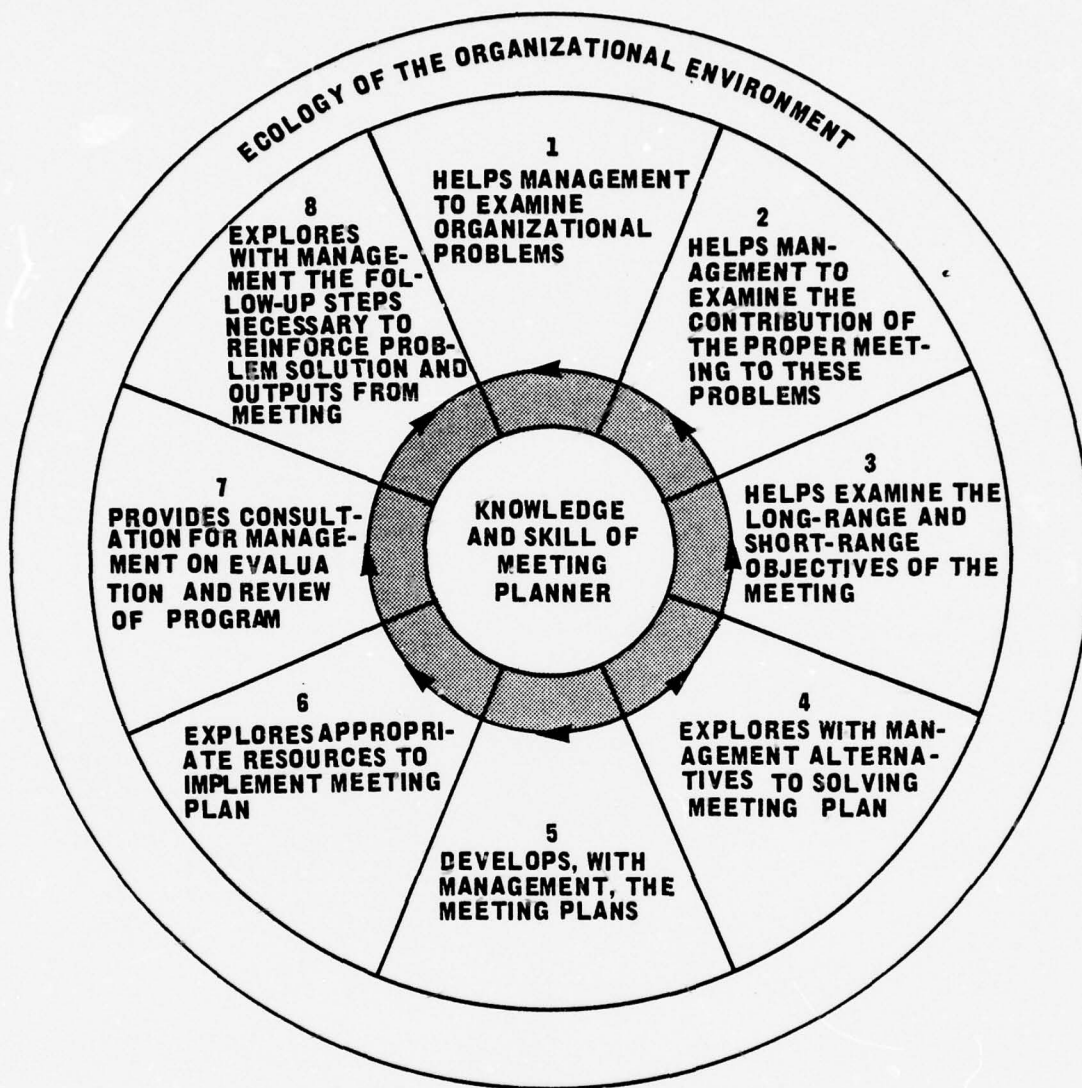 ECOLOGY OF THE ORGANIZATIONAL ENVIRONMENT
1
HELPS MANAGEMENT
TO EXAMINE
ORGANIZATIONAL
PROBLEMS
2
HELPS MAN-
AGEMENT TO
EXAMINE THE
CONTRIBUTION OF
THE PROPER MEET-
ING TO THESE
PROBLEMS
3
HELPS EXAMINE THE
LONG-RANGE AND
SHORT-RANGE
OBJECTIVES OF THE
MEETING
4
EXPLORES WITH MAN-
AGEMENT ALTERNA-
TIVES TO SOLVING
MEETING PLAN
5
DEVELOPS, WITH
MANAGEMENT, THE
MEETING PLANS
6
EXPLORES APPROPRI-
ATE RESOURCES TO
IMPLEMENT MEETING
PLAN
7
PROVIDES CONSULT-
ATION FOR MANAGE-
MENT ON EVALUA
TION AND REVIEW
OF PROGRAM
8
EXPLORES
WITH MANAGE-
MENT THE FOL-
LOW-UP STEPS
NECESSARY TO
REINFORCE PROB-
LEM SOLUTION AND
OUTPUTS FROM
MEETING
KNOWLEDGE
AND SKILL OF
MEETING
PLANNER